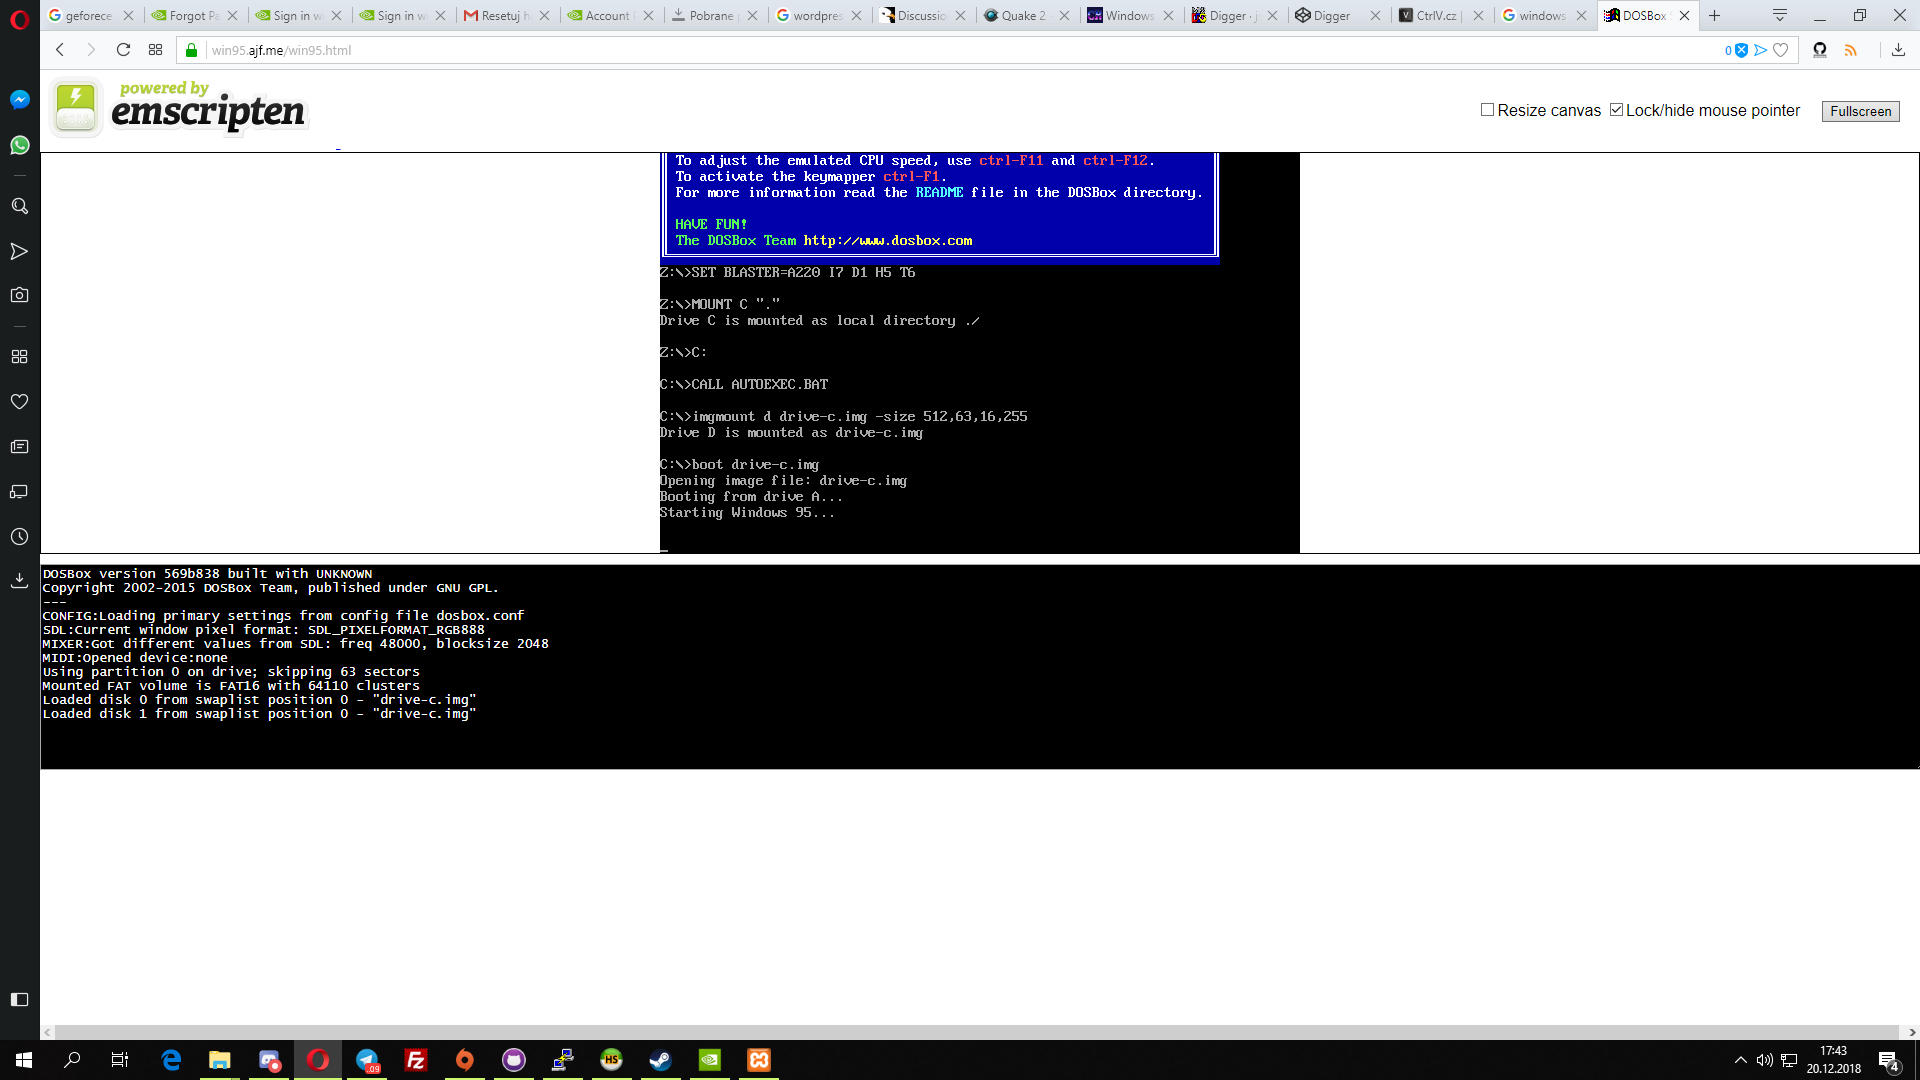 geforece
Forgot Pa
Sign in wi
Sign in wi
Resetuj ha
Account
Pobrane
wordpres
Discussio
Quake 2
Windows
Digger - j
Digger
CtrlV.cz
windows
DOSBox
win95.ajf.me/win95.html
0
powered by
emscripten
Resize canvas
Lock/hide mouse pointer
Fullscreen
To adjust the emulated CPU speed, use ctrl-F11 and ctrl-F12.
To activate the keymapper ctrl-F1.
For more information read the README file in the DOSBox directory.
HAVE FUN!
The DOSBox Team http://www.dosbox.com
Z:\>SET BLASTER=A220 I7 D1 H5 T6
Z:\>MOUNT C "."
Drive C is mounted as local directory ./
Z:\>C:
C:\>CALL AUTOEXEC.BAT
C:\>imgmount d drive-c.img -size 512,63,16,255
Drive D is mounted as drive-c.img
C:\>boot drive-c.img
Opening image file: drive-c.img
Booting from drive A...
Starting Windows 95...
DOSBox version 569b838 built with UNKNOWN
Copyright 2002-2015 DOSBox Team, published under GNU GPL.
---
CONFIG:Loading primary settings from config file dosbox.conf
SDL:Current window pixel format: SDL_PIXELFORMAT_RGB888
MIXER:Got different values from SDL: freq 48000, blocksize 2048
MIDI:Opened device:none
Using partition 0 on drive; skipping 63 sectors
Mounted FAT volume is FAT16 with 64110 clusters
Loaded disk 0 from swaplist position 0 - "drive-c.img"
Loaded disk 1 from swaplist position 0 - "drive-c.img"
17:43
20.12.2018
4